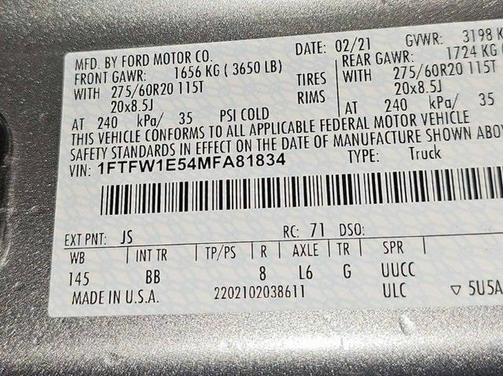 MFD. BY FORD MOTOR CO.
DATE: 02/21
GVWR: 3198 K
FRONT GAWR: 1656 KG ( 3650 LB)
REAR GAWR: 1724 KG
WITH 275/60R20 115T
TIRES
275/60R20 115T
20x8.5J
RIMS
20x8.5J
AT 240 kPa/ 35 PSI COLD
AT 240 kPa/ 35
THIS VEHICLE CONFORMS TO ALL APPLICABLE FEDERAL MOTOR VEHICLE
SAFETY STANDARDS IN EFFECT ON DATE OF MANUFACTURE SHOWN ABOV
VIN: 1FTFW1E54MFA81834
TYPE: Truck
EXT PNT: JS
RC: 71 DSO:
WB INT TR TP/PS R AXLE TR SPR
145 BB 8 L6 G UUCC
MADE IN U.S.A. 2202102038611 ULC ▽ 5U5A